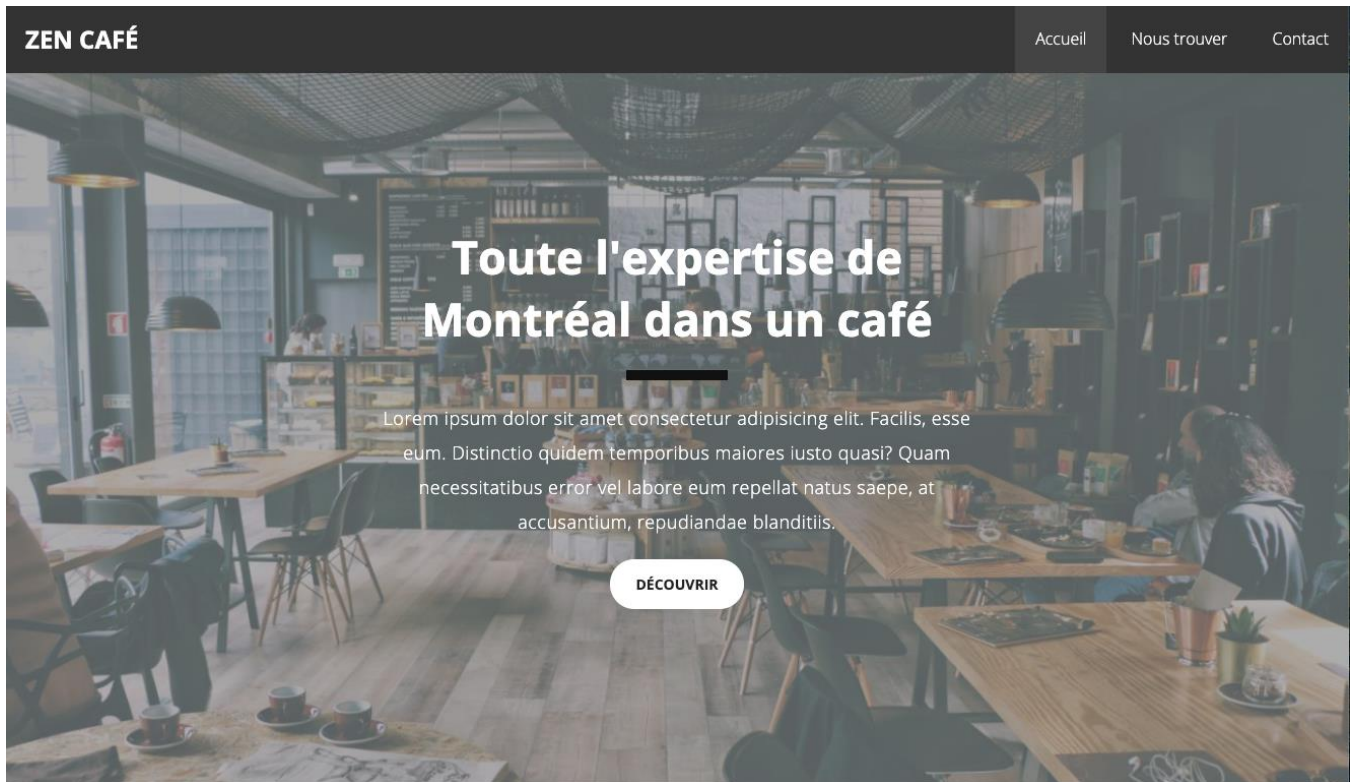 ZEN CAFÉ
Accueil Nous trouver Contact
Toute l'expertise de
Montréal dans un café
Lorem ipsum dolor sit amet consectetur adipisicing elit. Facilis, esse
eum. Distinctio quidem temporibus maiores iusto quasi? Quam
necessitatibus error vel labore eum repellat natus saepe, at
accusantium, repudiandae blanditiis.
DÉCOUVRIR